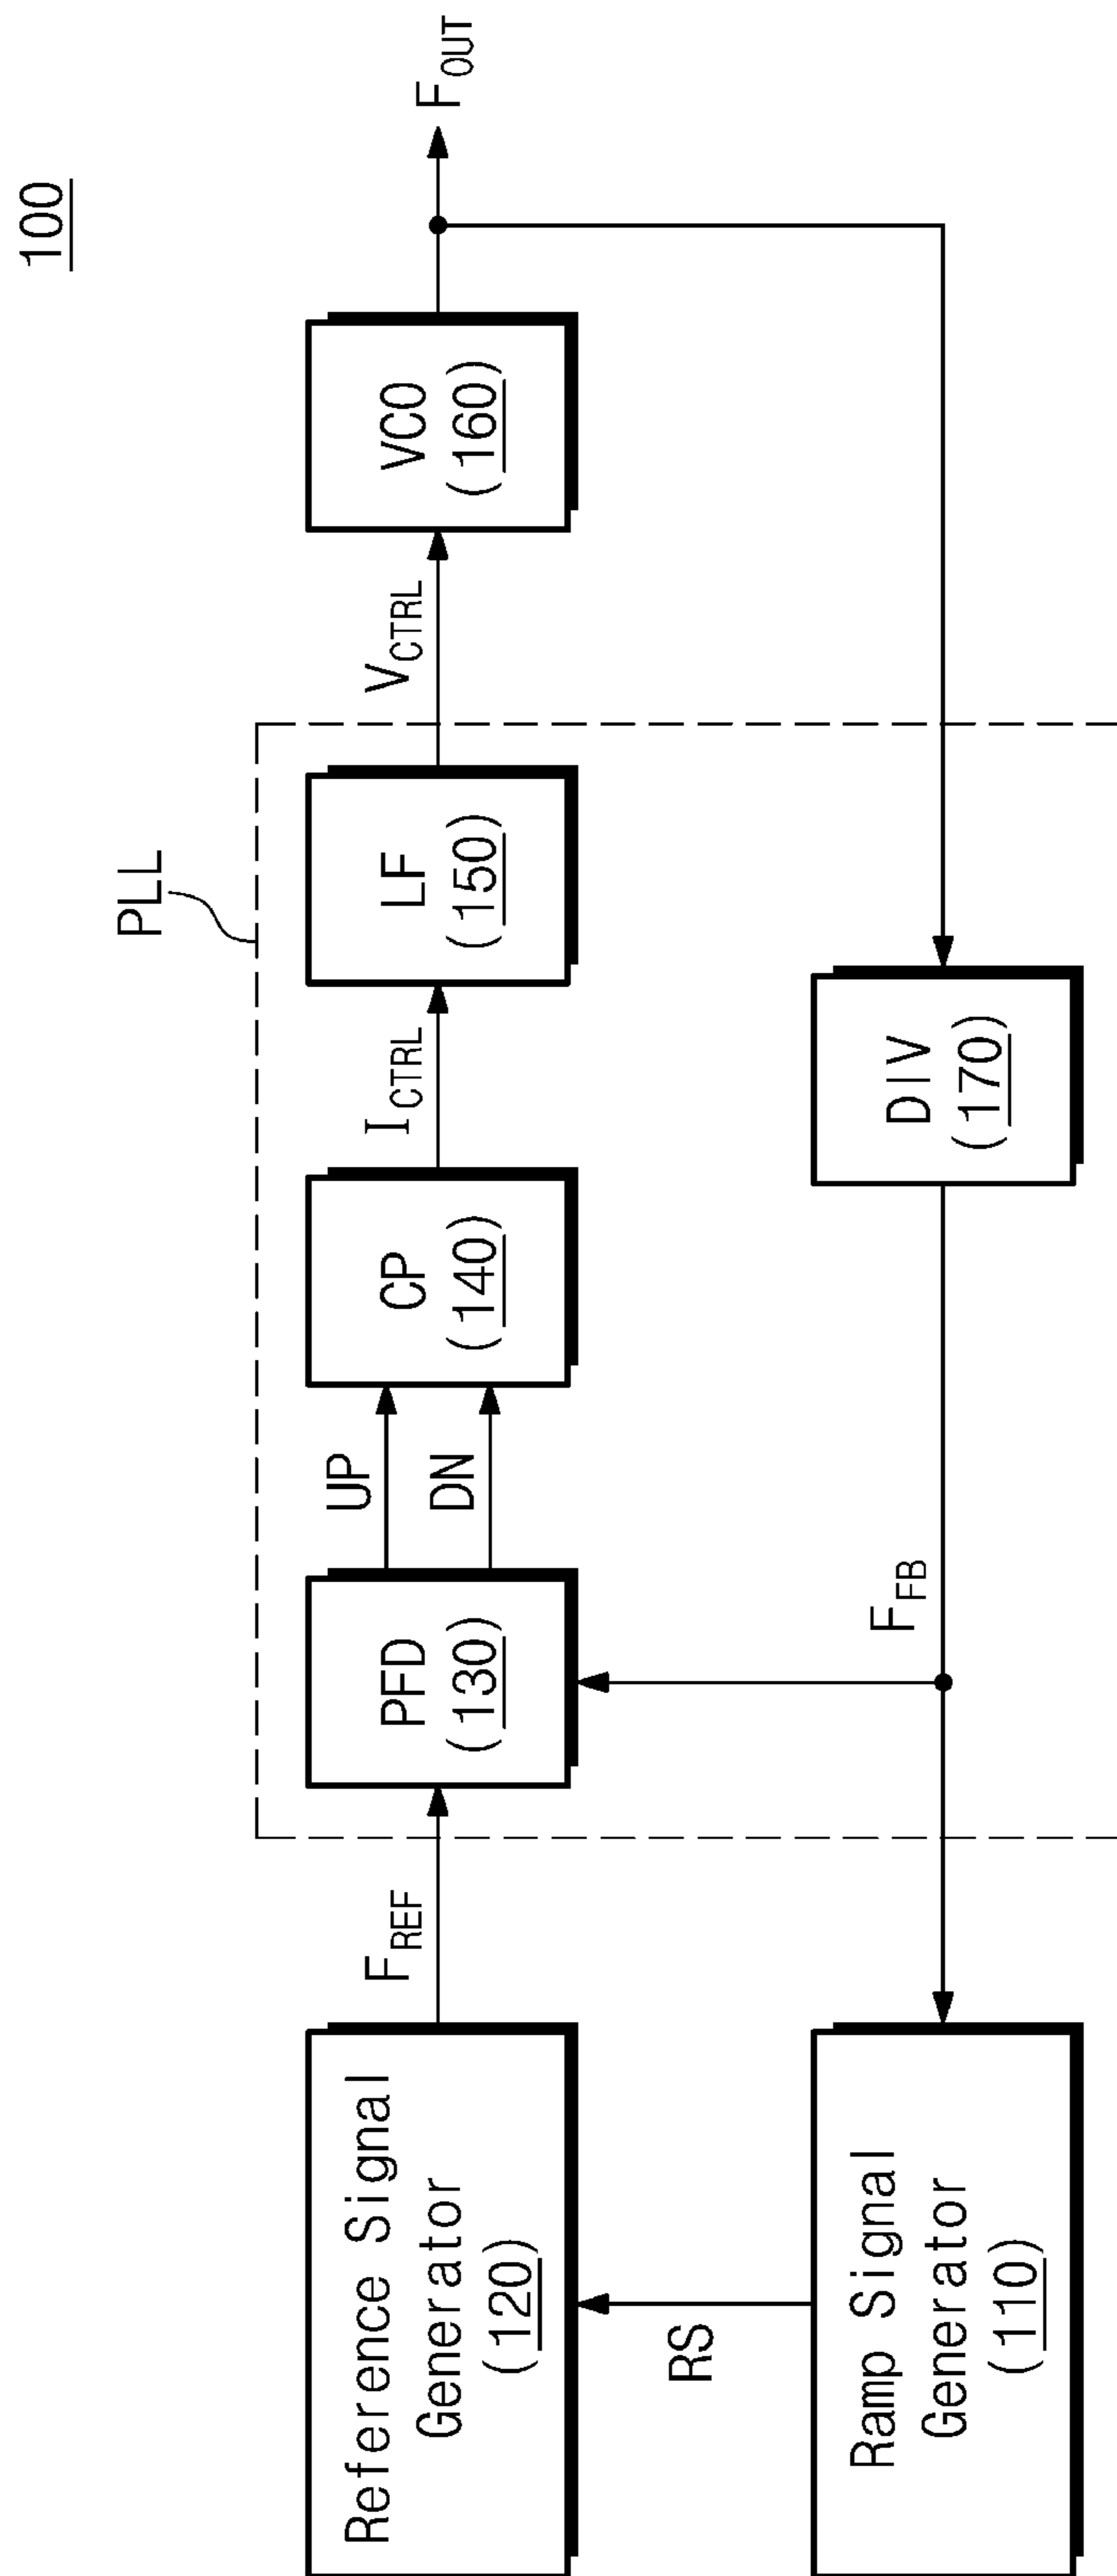 100
PLL
Reference Signal
Generator
(120)
F_REF
PFD
(130)
UP
DN
CP
(140)
I_CTRL
LF
(150)
V_CTRL
VCO
(160)
F_OUT
RS
Ramp Signal
Generator
(110)
F_FB
DIV
(170)